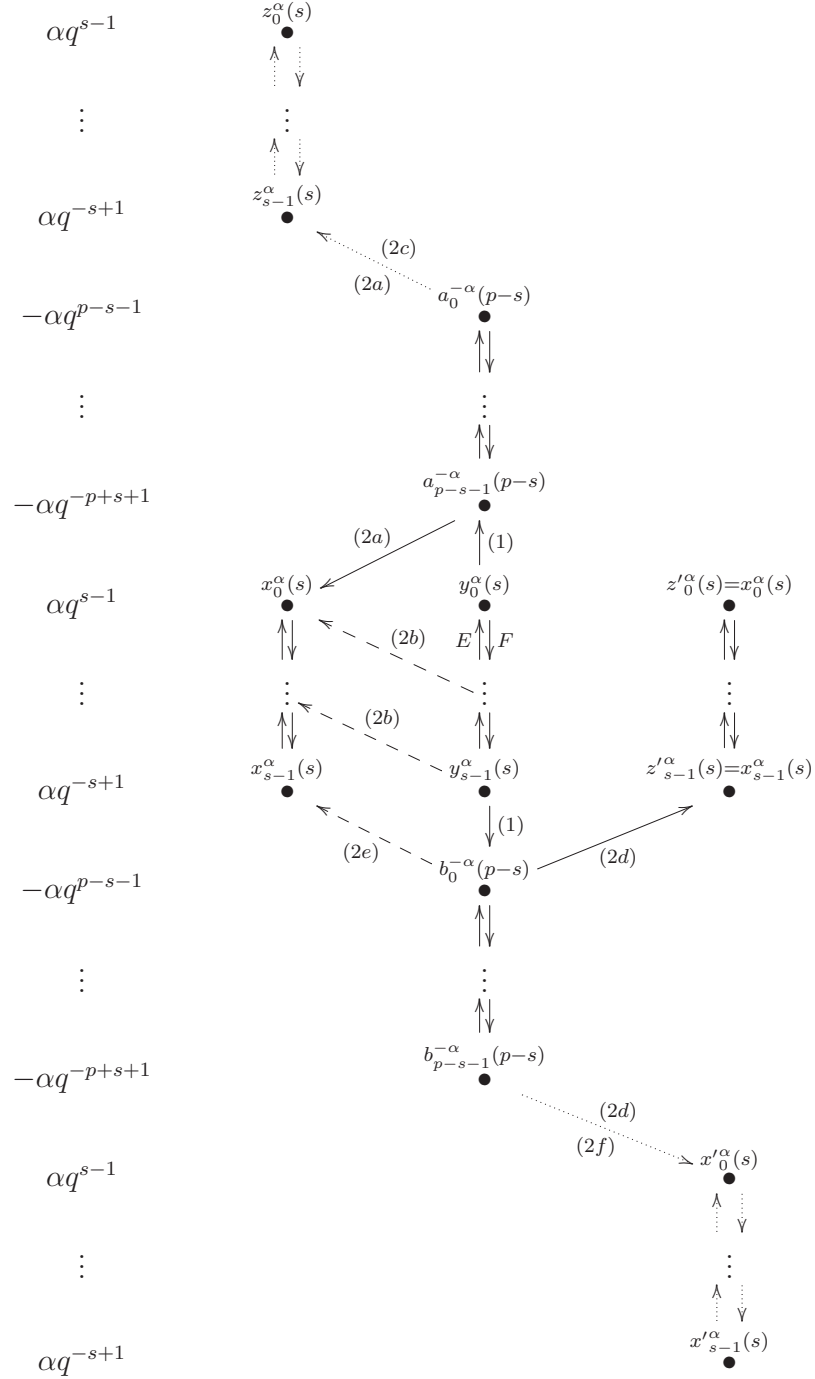 z_0^α(s)
αq^{s−1}
⋮ ⋮
z_{s−1}^α(s)
αq^{−s+1}
(2c)
(2a)
a_0^{−α}(p−s)
−αq^{p−s−1}
⋮ ⋮
a_{p−s−1}^{−α}(p−s)
−αq^{−p+s+1}
(2a) (1)
x_0^α(s) y_0^α(s) z'_0^α(s)=x_0^α(s)
αq^{s−1}
(2b) E F
⋮ ⋮ ⋮ ⋮
(2b)
x_{s−1}^α(s) y_{s−1}^α(s) z'_{s−1}^α(s)=x_{s−1}^α(s)
αq^{−s+1}
(1)
(2e) (2d)
b_0^{−α}(p−s)
−αq^{p−s−1}
⋮ ⋮
b_{p−s−1}^{−α}(p−s)
−αq^{−p+s+1}
(2d)
(2f)
x'_0^α(s)
αq^{s−1}
⋮ ⋮
x'_{s−1}^α(s)
αq^{−s+1}